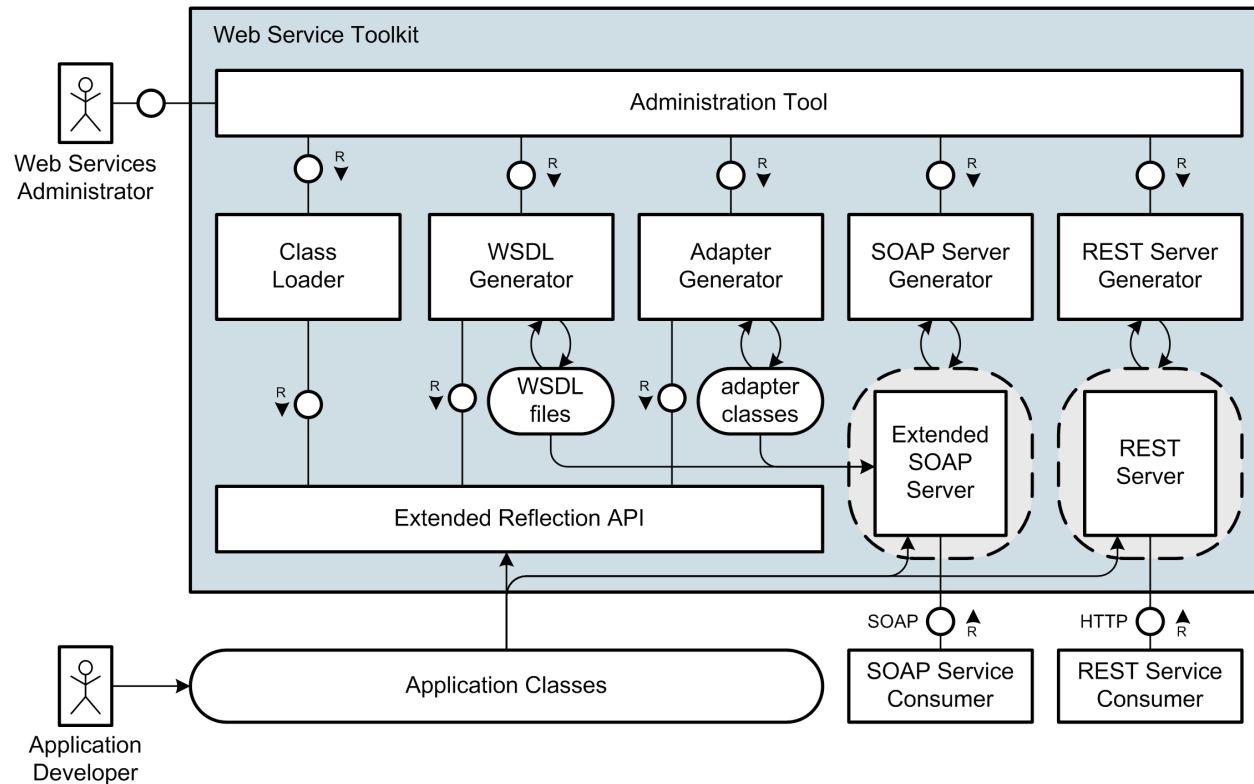 Web Service Toolkit
Administration Tool
Web Services
Administrator
R
R
R
R
R
Class
Loader
WSDL
Generator
Adapter
Generator
SOAP Server
Generator
REST Server
Generator
R
R
R
WSDL
files
adapter
classes
Extended
SOAP
Server
REST
Server
Extended Reflection API
SOAP
R
HTTP
R
Application Classes
SOAP Service
Consumer
REST Service
Consumer
Application
Developer